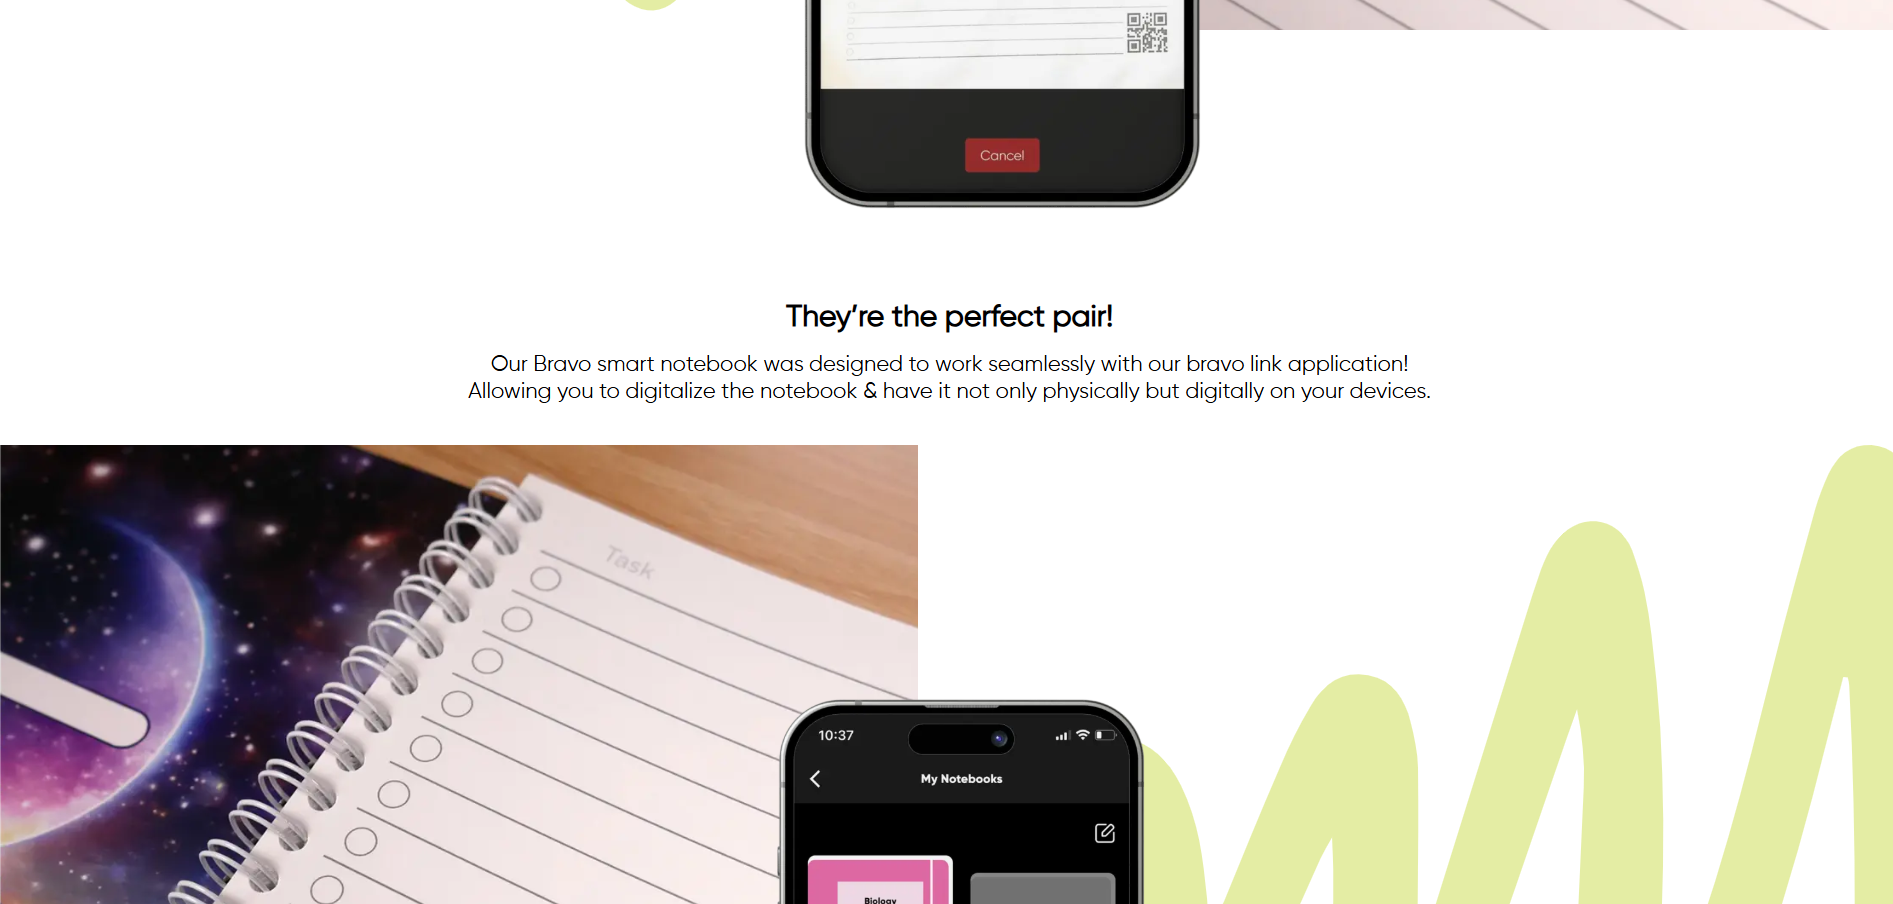 Cancel
They’re the perfect pair!
Our Bravo smart notebook was designed to work seamlessly with our bravo link application!
Allowing you to digitalize the notebook & have it not only physically but digitally on your devices.
Task
10:37
My Notebooks
Biology